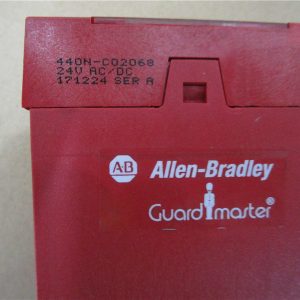 440N-C02068
24V AC/DC
171224 SER A
AB Allen-Bradley
Guardmaster®